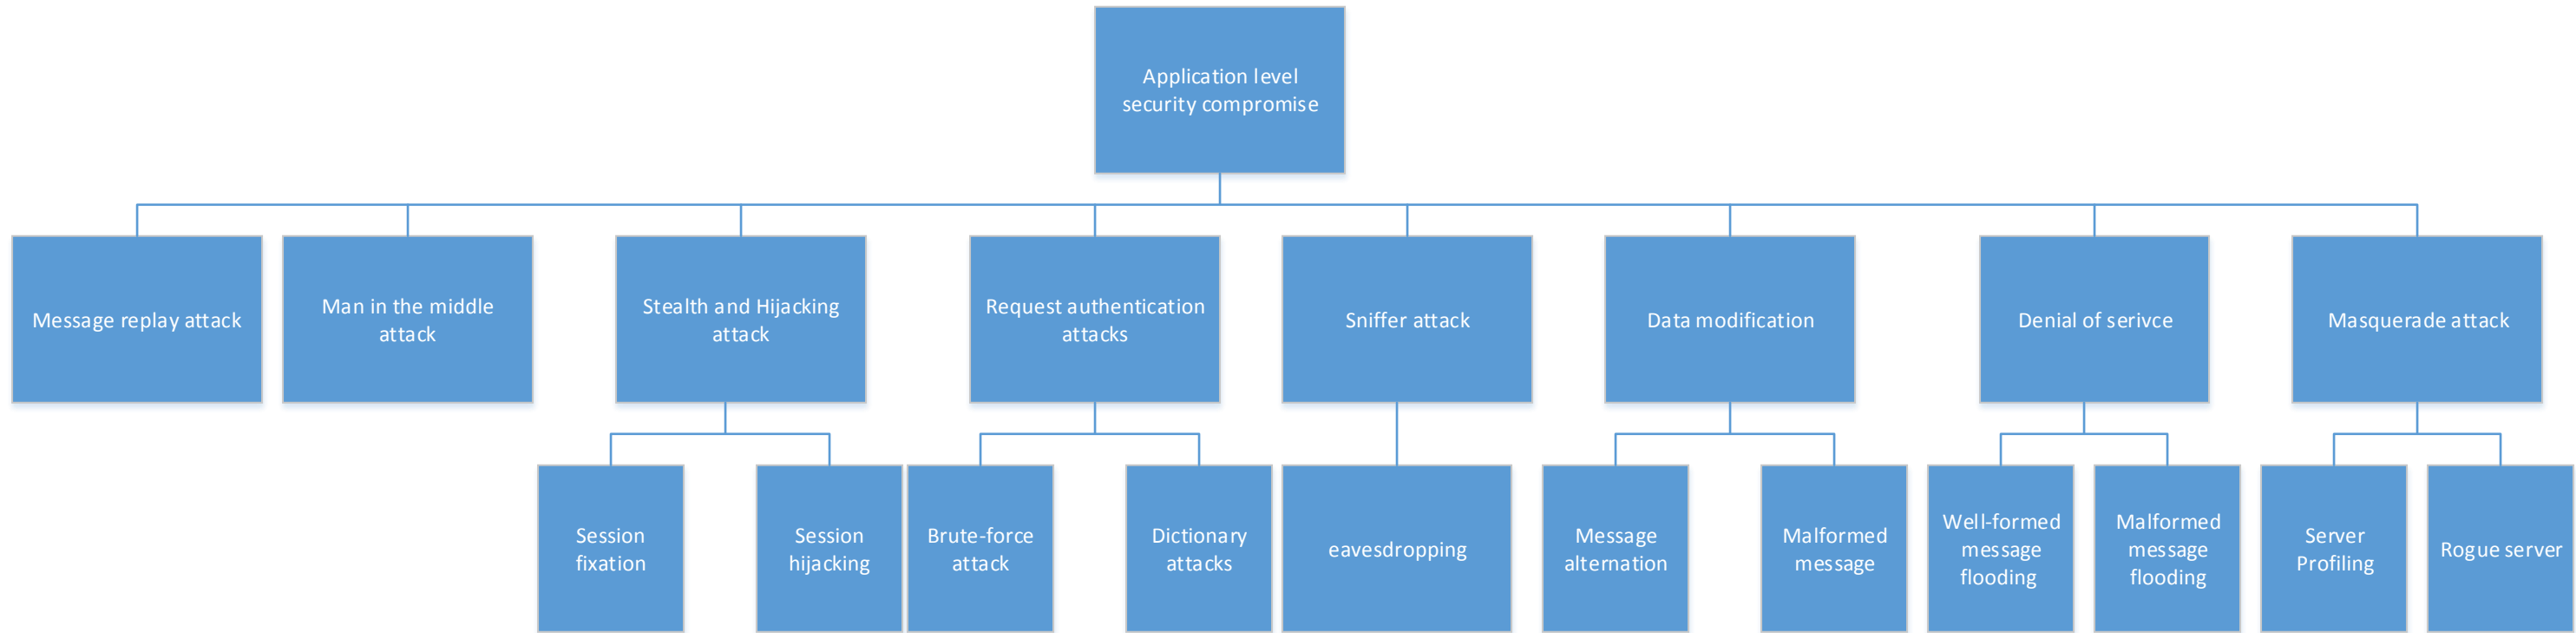 Application level
security compromise
Message replay attack
Man in the middle
attack
Stealth and Hijacking
attack
Request authentication
attacks
Sniffer attack
Data modification
Denial of serivce
Masquerade attack
Session
fixation
Session
hijacking
Brute-force
attack
Dictionary
attacks
eavesdropping
Message
alternation
Malformed
message
Well-formed
message
flooding
Malformed
message
flooding
Server
Profiling
Rogue server